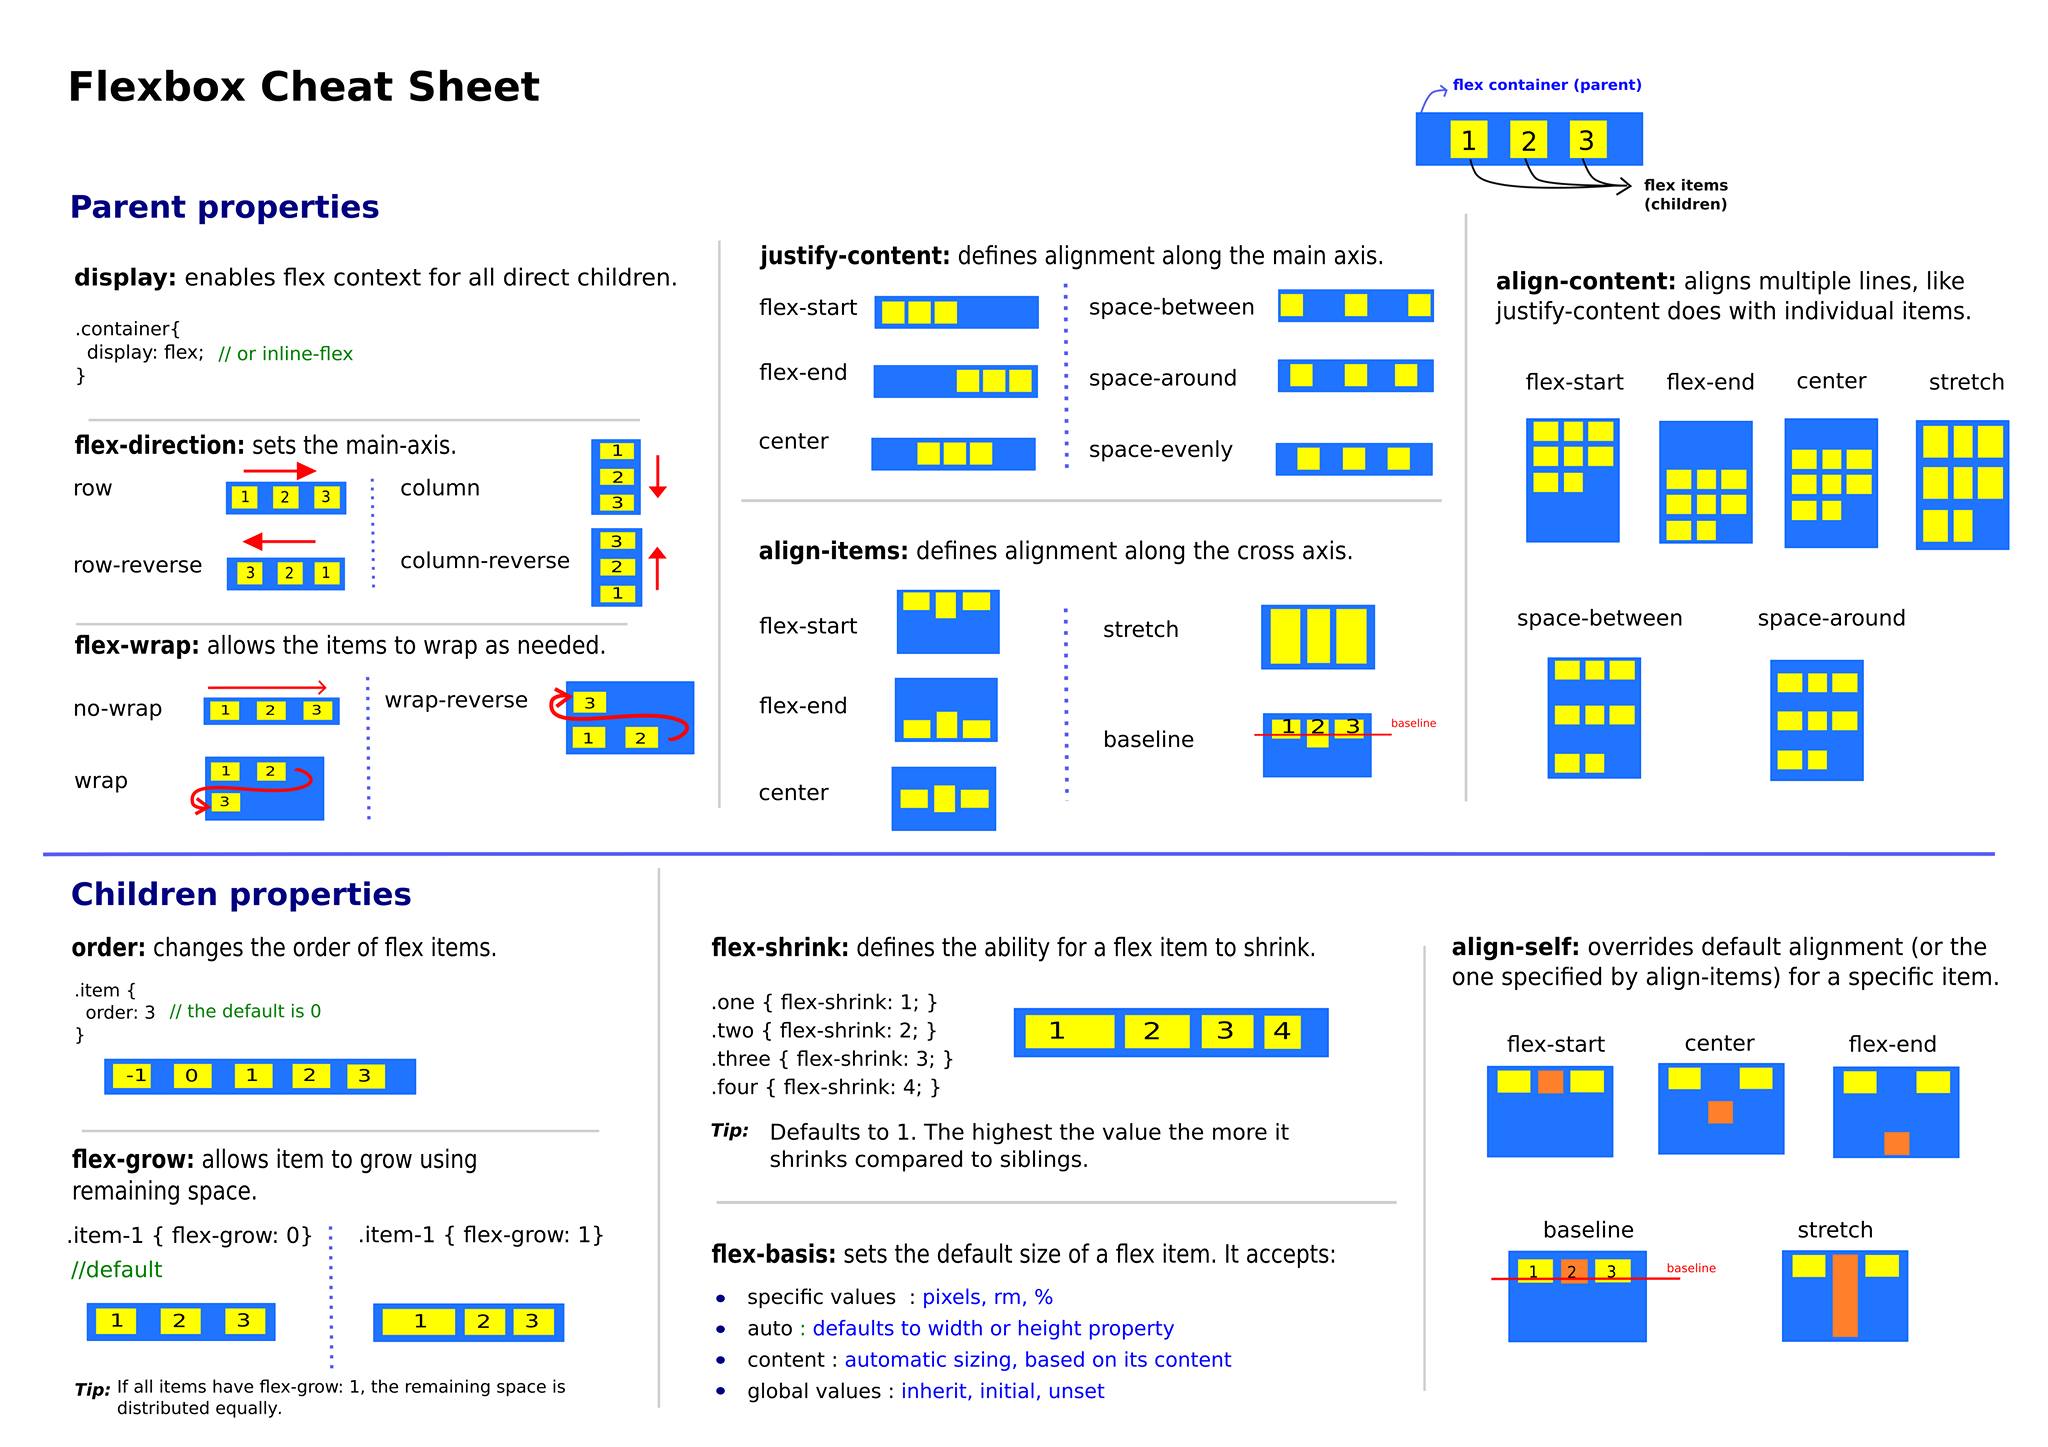 Flexbox Cheat Sheet
flex container (parent)
1 2 3
flex items
(children)
Parent properties
display: enables flex context for all direct children.
.container{
display: flex; // or inline-flex
}
flex-direction: sets the main-axis.
row
1 2 3
column
1
2
3
row-reverse
3 2 1
column-reverse
3
2
1
flex-wrap: allows the items to wrap as needed.
no-wrap
1 2 3
wrap-reverse
3
1 2
wrap
1 2
3
justify-content: defines alignment along the main axis.
flex-start
space-between
flex-end
space-around
center
space-evenly
align-items: defines alignment along the cross axis.
flex-start
stretch
flex-end
baseline
1 2 3
baseline
center
align-content: aligns multiple lines, like
justify-content does with individual items.
flex-start
flex-end
center
stretch
space-between
space-around
Children properties
order: changes the order of flex items.
.item {
order: 3 // the default is 0
}
-1 0 1 2 3
flex-grow: allows item to grow using
remaining space.
.item-1 { flex-grow: 0}
//default
1 2 3
.item-1 { flex-grow: 1}
1 2 3
Tip: If all items have flex-grow: 1, the remaining space is
distributed equally.
flex-shrink: defines the ability for a flex item to shrink.
.one { flex-shrink: 1; }
.two { flex-shrink: 2; }
.three { flex-shrink: 3; }
.four { flex-shrink: 4; }
1 2 3 4
Tip: Defaults to 1. The highest the value the more it
shrinks compared to siblings.
flex-basis: sets the default size of a flex item. It accepts:
• specific values : pixels, rm, %
• auto : defaults to width or height property
• content : automatic sizing, based on its content
• global values : inherit, initial, unset
align-self: overrides default alignment (or the
one specified by align-items) for a specific item.
flex-start
center
flex-end
baseline
1 2 3
baseline
stretch